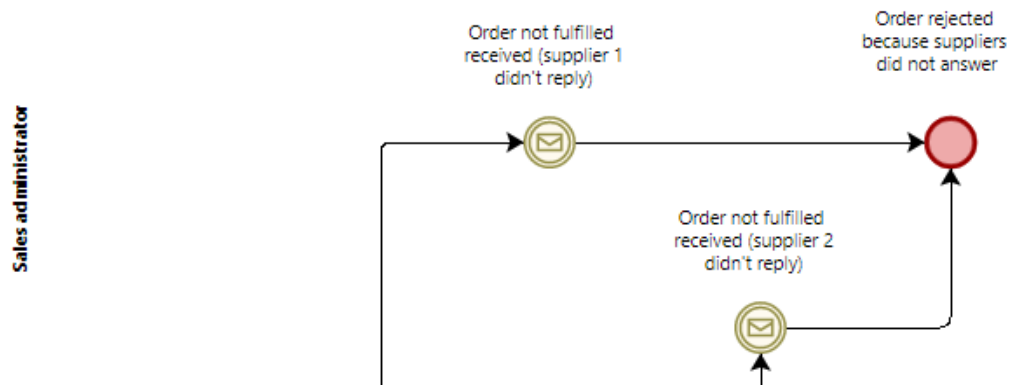 Order not fulfilled
received (supplier 1
didn't reply)
Order rejected
because suppliers
did not answer
Sales administrator
Order not fulfilled
received (supplier 2
didn't reply)